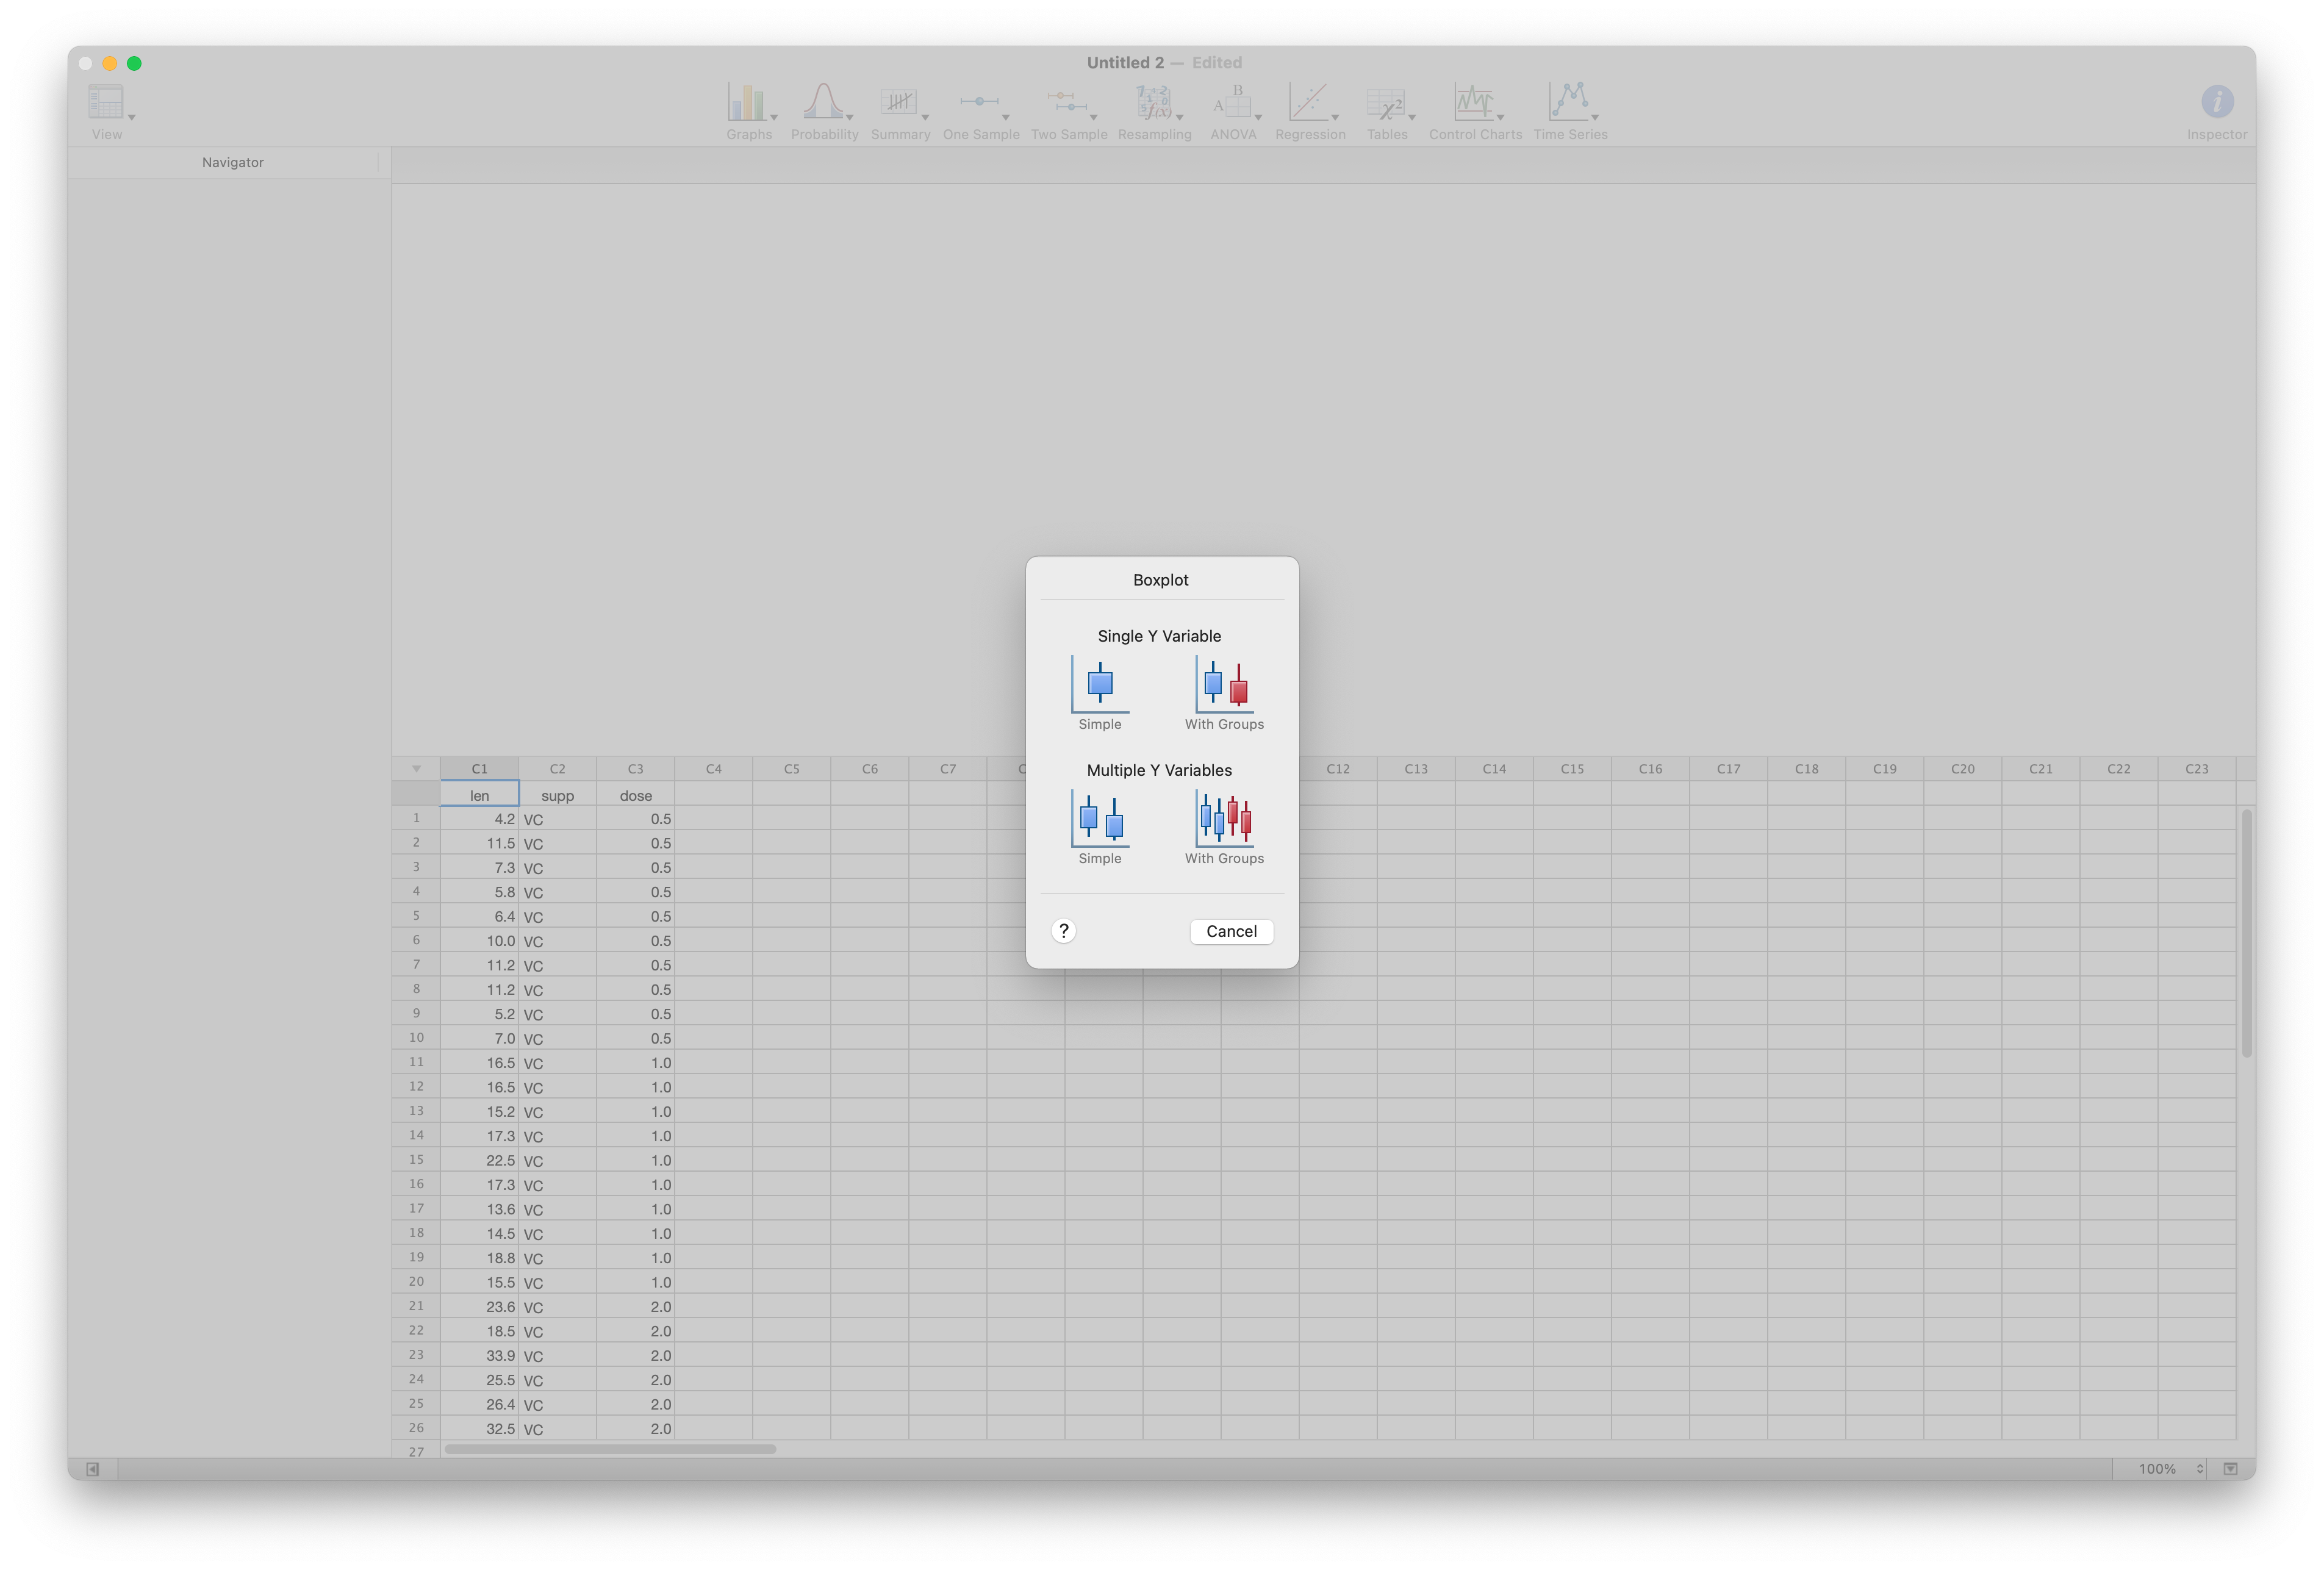 Untitled 2 — Edited
View
Graphs Probability Summary One Sample Two Sample Resampling ANOVA Regression Tables Control Charts Time Series Inspector
Navigator
Boxplot
Single Y Variable
Simple With Groups
Multiple Y Variables
Simple With Groups
? Cancel
C1 C2 C3 C4 C5 C6 C7 C12 C13 C14 C15 C16 C17 C18 C19 C20 C21 C22 C23
len supp dose
1 4.2 VC 0.5
2 11.5 VC 0.5
3 7.3 VC 0.5
4 5.8 VC 0.5
5 6.4 VC 0.5
6 10.0 VC 0.5
7 11.2 VC 0.5
8 11.2 VC 0.5
9 5.2 VC 0.5
10 7.0 VC 0.5
11 16.5 VC 1.0
12 16.5 VC 1.0
13 15.2 VC 1.0
14 17.3 VC 1.0
15 22.5 VC 1.0
16 17.3 VC 1.0
17 13.6 VC 1.0
18 14.5 VC 1.0
19 18.8 VC 1.0
20 15.5 VC 1.0
21 23.6 VC 2.0
22 18.5 VC 2.0
23 33.9 VC 2.0
24 25.5 VC 2.0
25 26.4 VC 2.0
26 32.5 VC 2.0
27
100%